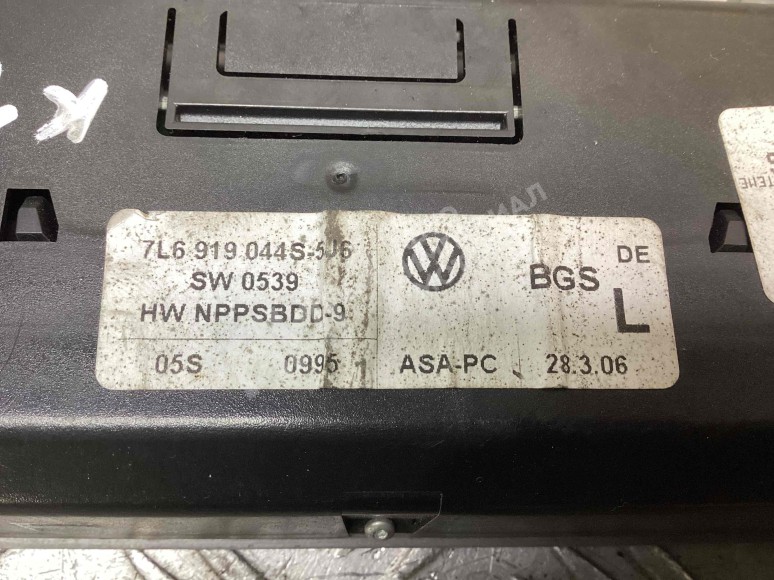 7L6 919 044S-5J6
SW 0539
HW NPPSBDD-9
05S 0995
DE
BGS
L
ASA-PC 28.3.06